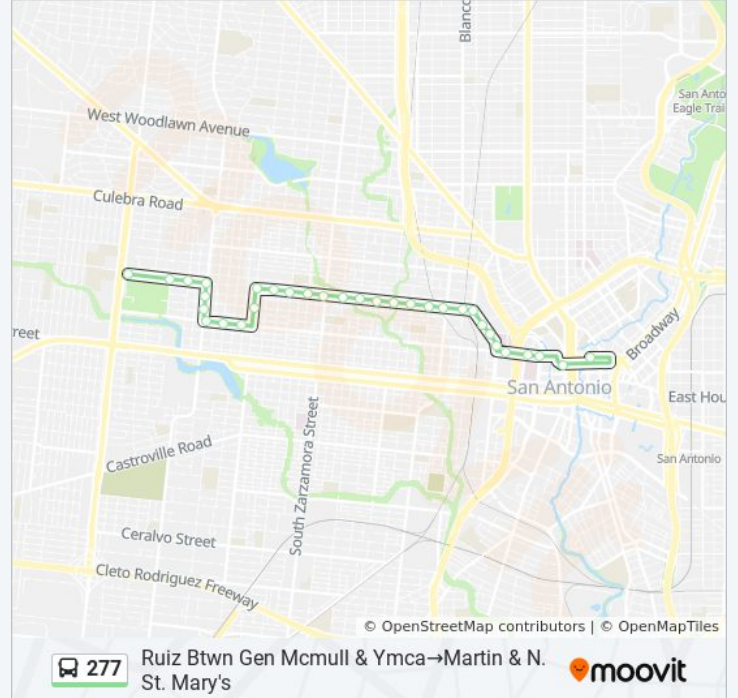 Blanco
San Anto
Eagle Trai
West Woodlawn Avenue
Culebra Road
reet
Broadway
San Antonio
East Hou
South Zarzamora Street
Castroville Road
San Antonio
Ceralvo Street
Cleto Rodriguez Freeway
© OpenStreetMap contributors | © OpenMapTiles
277
Ruiz Btwn Gen Mcmull & Ymca→Martin & N.
St. Mary's
moovit